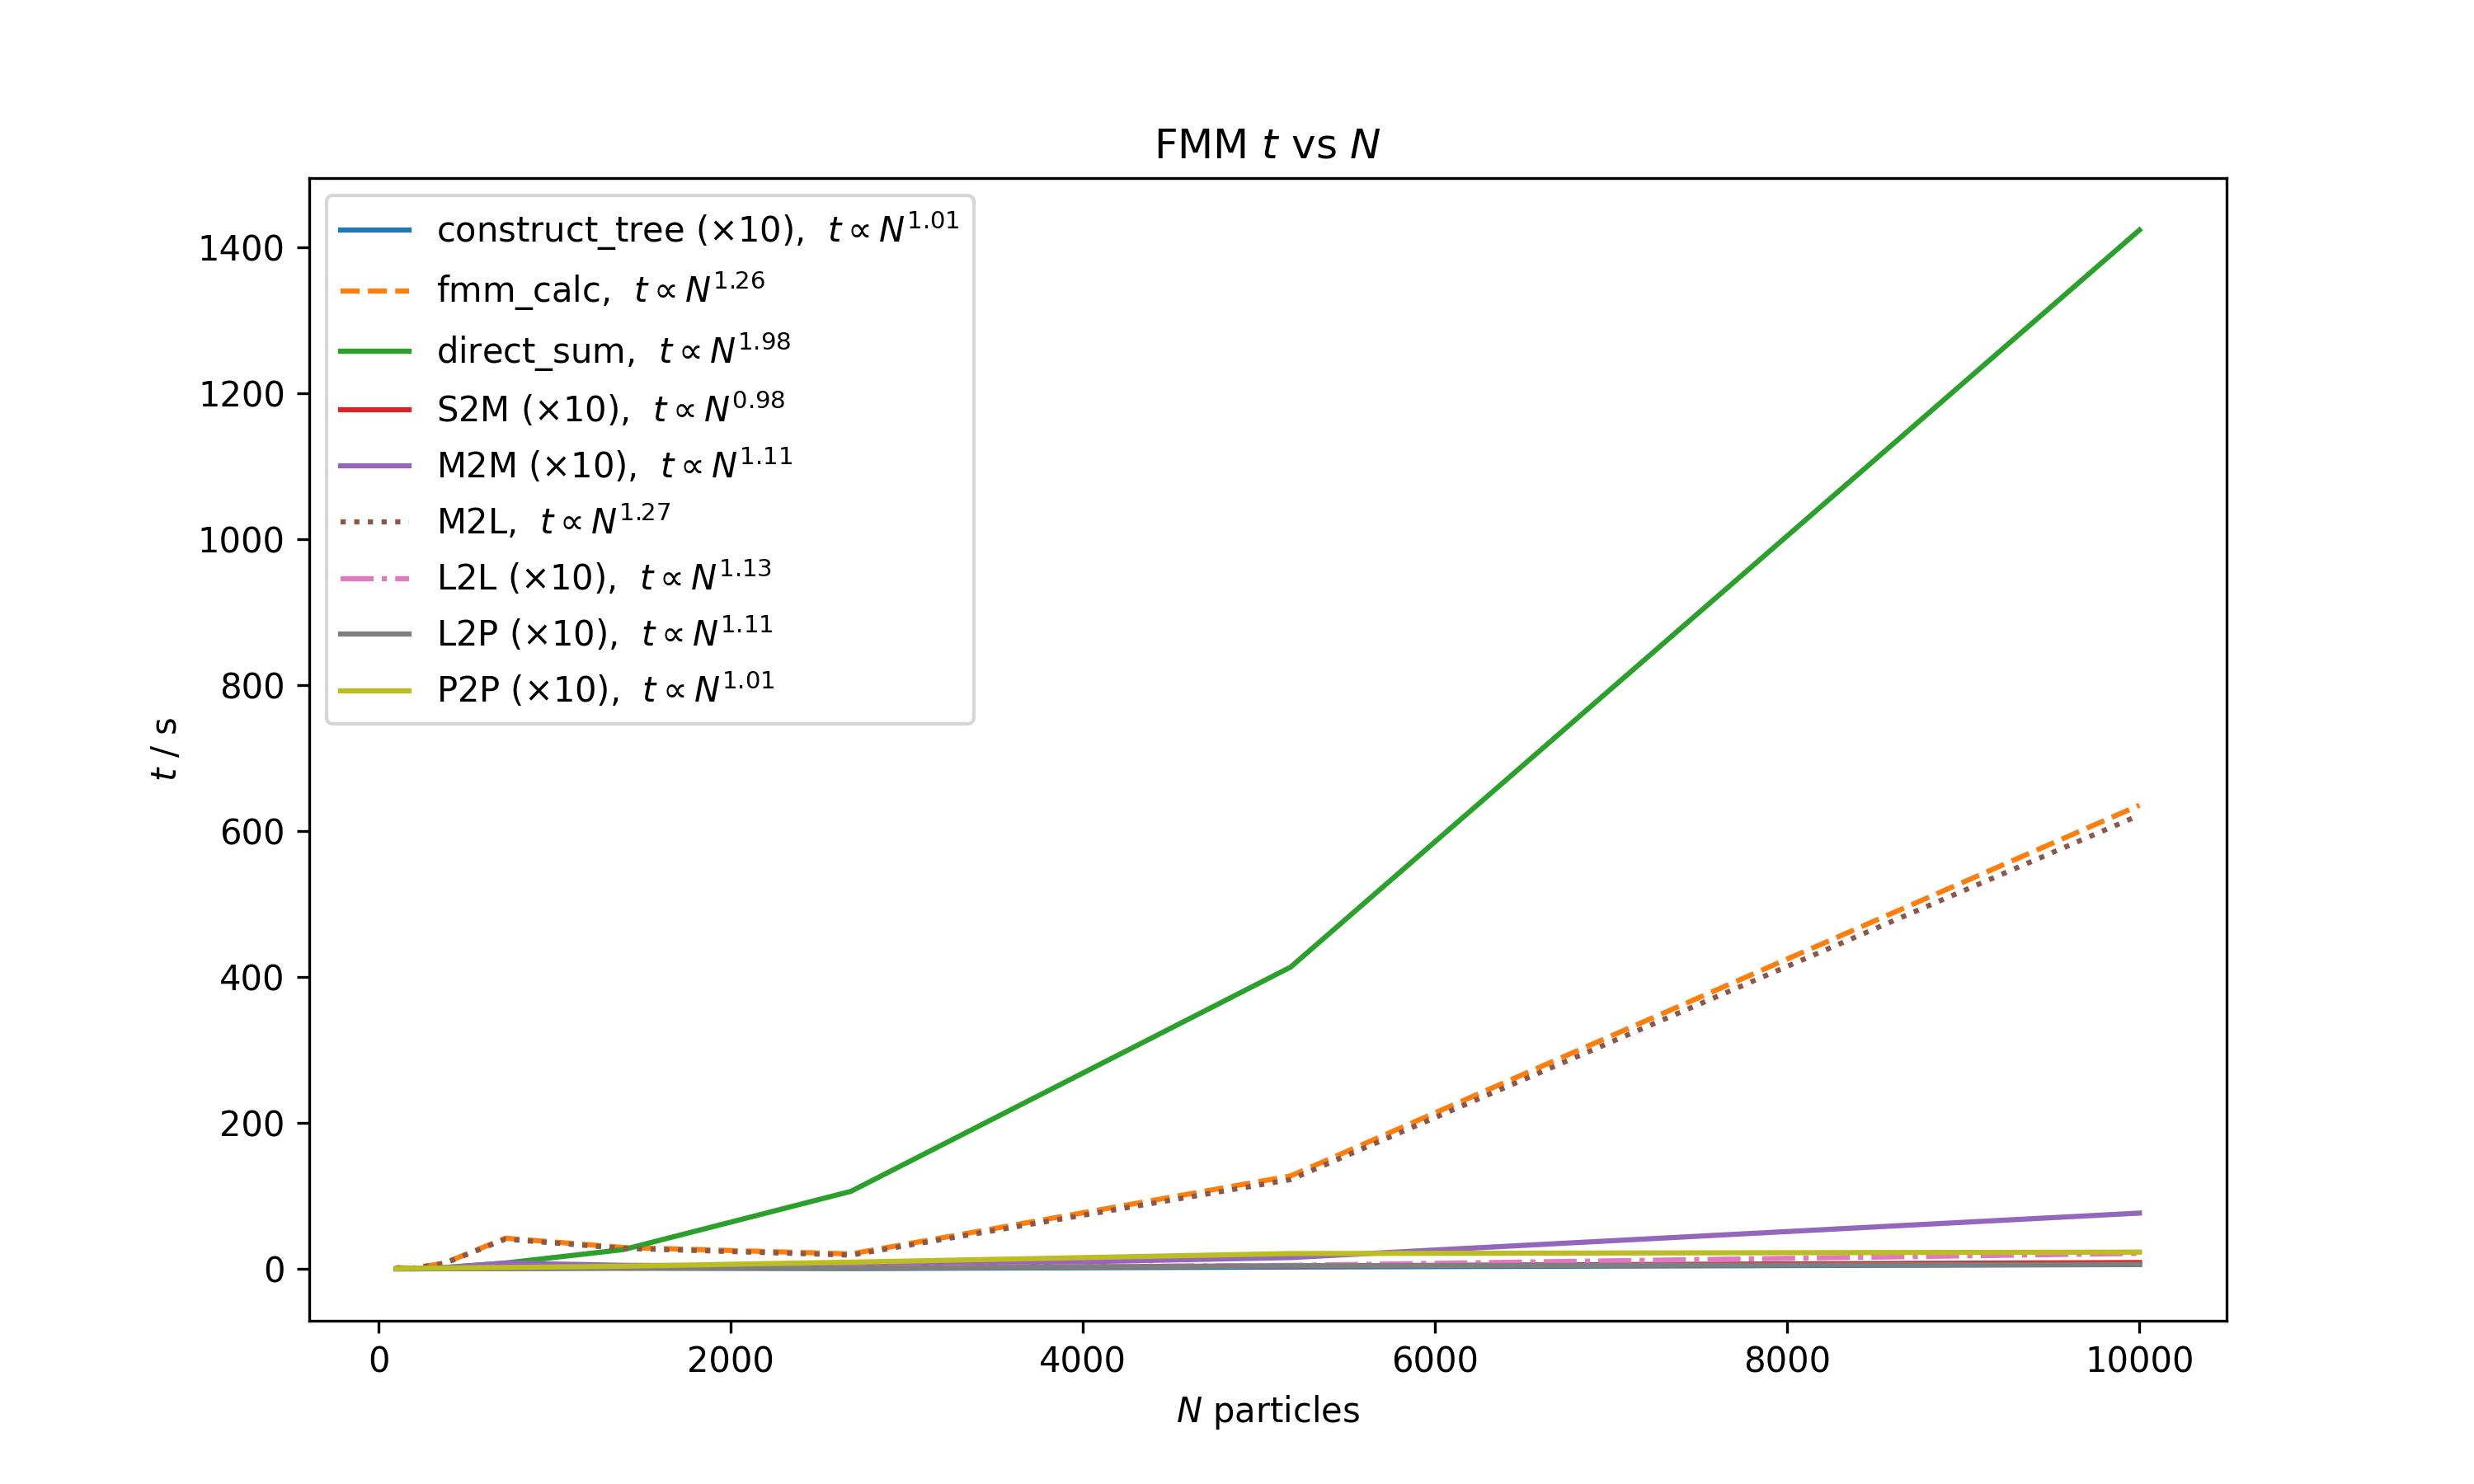 FMM t vs N
construct_tree (×10), t ∝ N^1.01
fmm_calc, t ∝ N^1.26
direct_sum, t ∝ N^1.98
S2M (×10), t ∝ N^0.98
M2M (×10), t ∝ N^1.11
M2L, t ∝ N^1.27
L2L (×10), t ∝ N^1.13
L2P (×10), t ∝ N^1.11
P2P (×10), t ∝ N^1.01
1400
1200
1000
800
600
400
200
0
t / s
0 2000 4000 6000 8000 10000
N particles